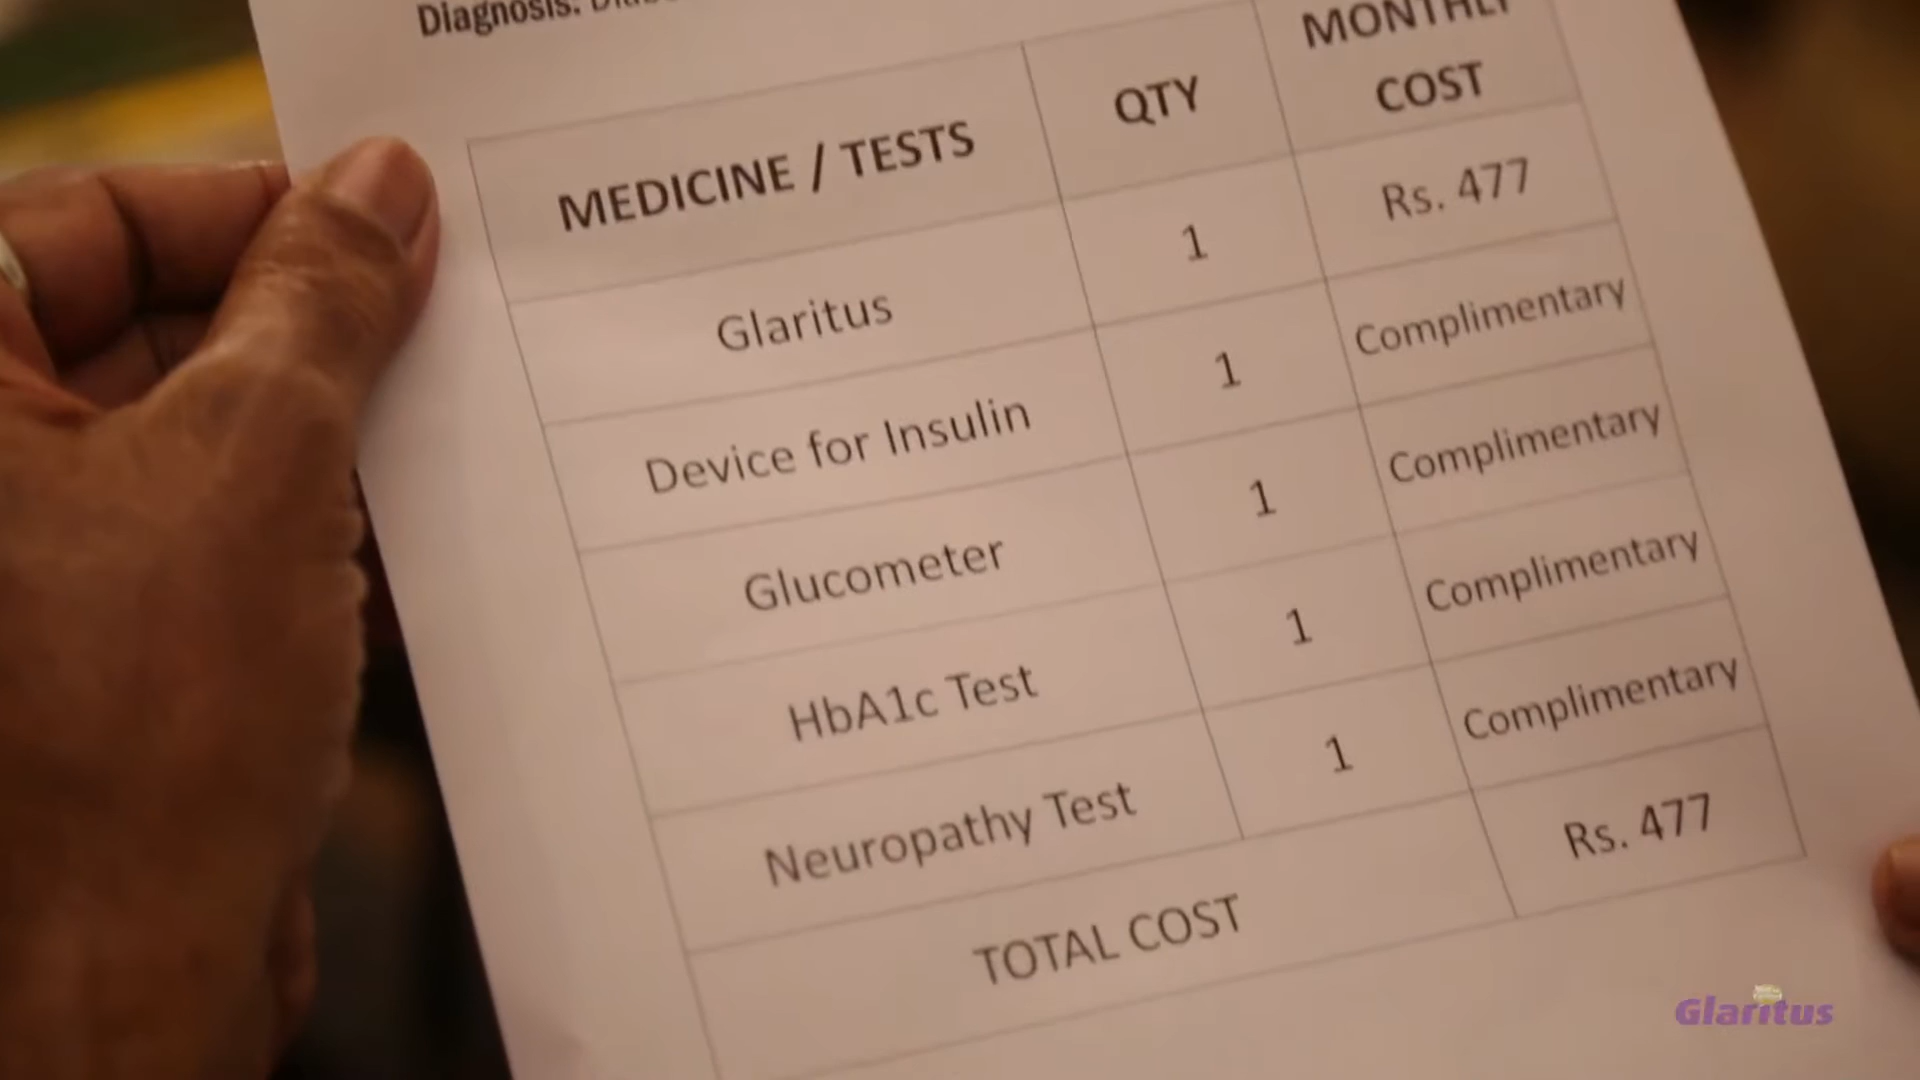 Diagnosis:
MEDICINE / TESTS QTY MONTHLY COST
Glaritus 1 Rs. 477
Device for Insulin 1 Complimentary
Glucometer 1 Complimentary
HbA1c Test 1 Complimentary
Neuropathy Test 1 Complimentary
TOTAL COST Rs. 477
Glaritus